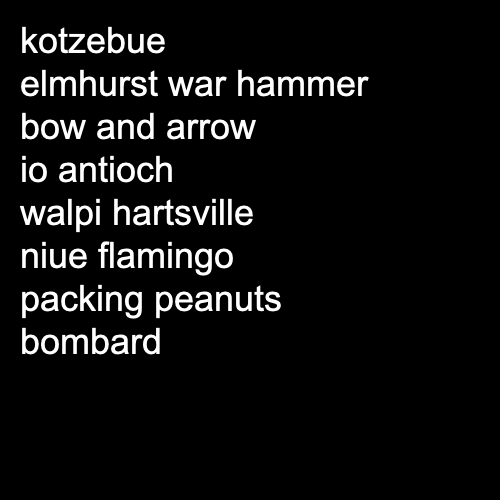 kotzebue
elmhurst war hammer
bow and arrow
io antioch
walpi hartsville
niue flamingo
packing peanuts
bombard